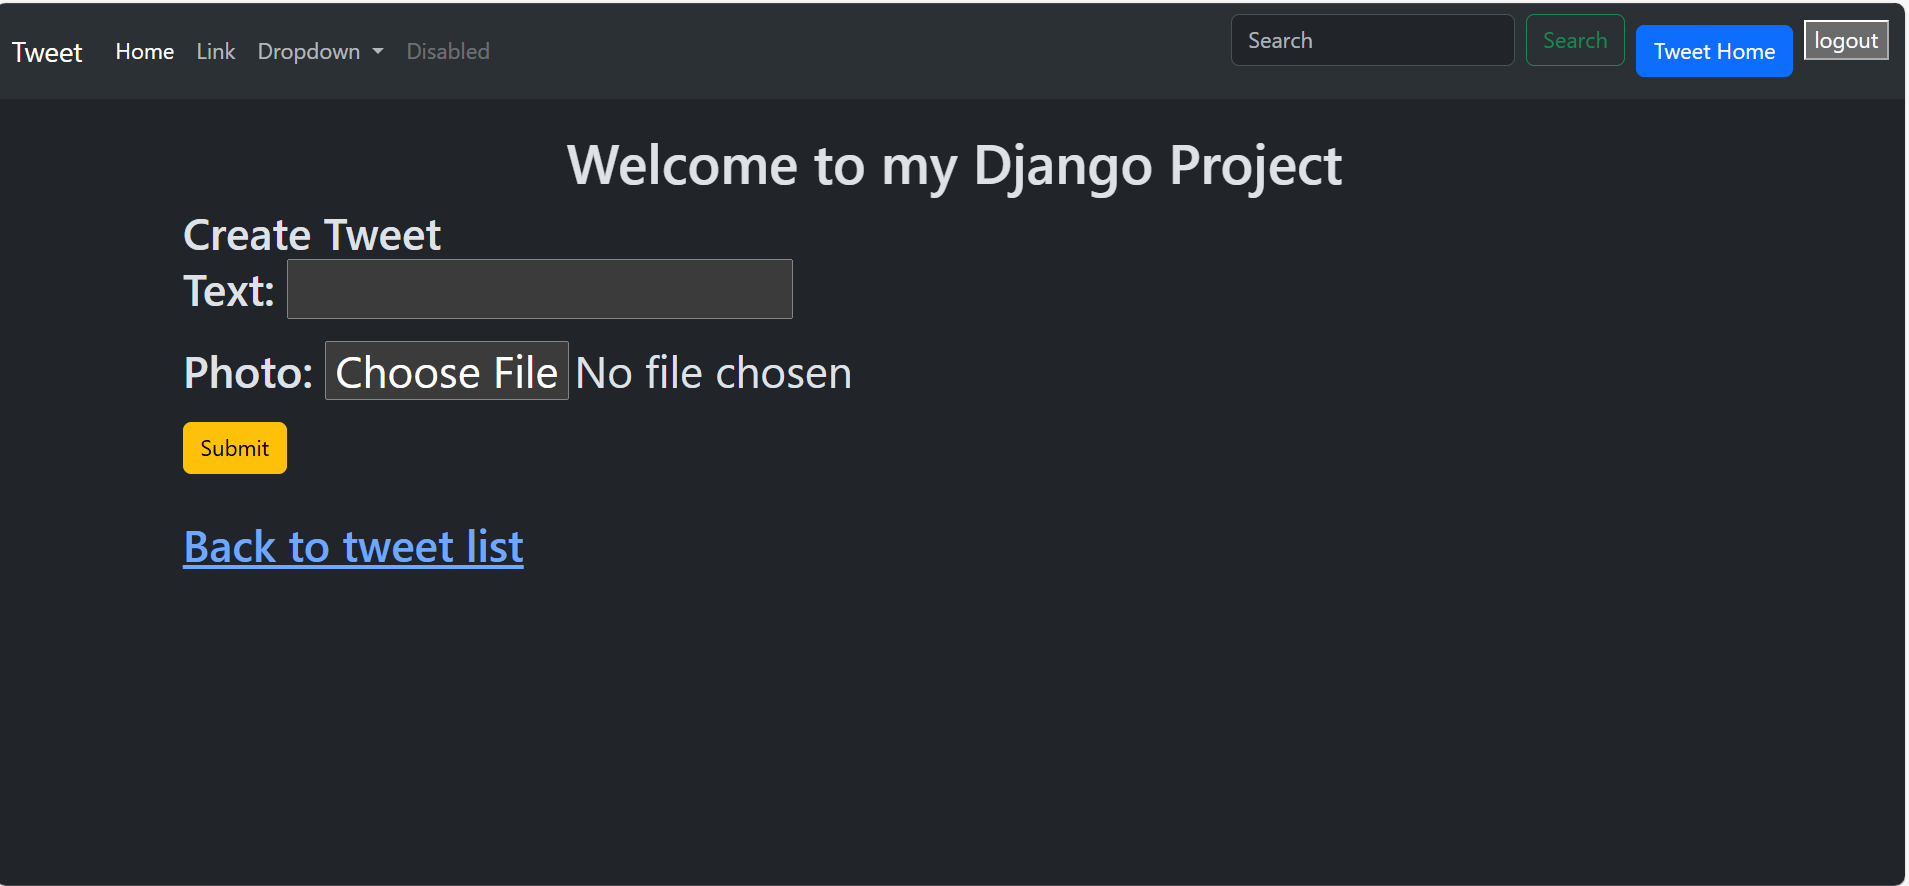 Tweet Home Link Dropdown Disabled Search Search Tweet Home logout
Welcome to my Django Project
Create Tweet
Text:
Photo: Choose File No file chosen
Submit
Back to tweet list